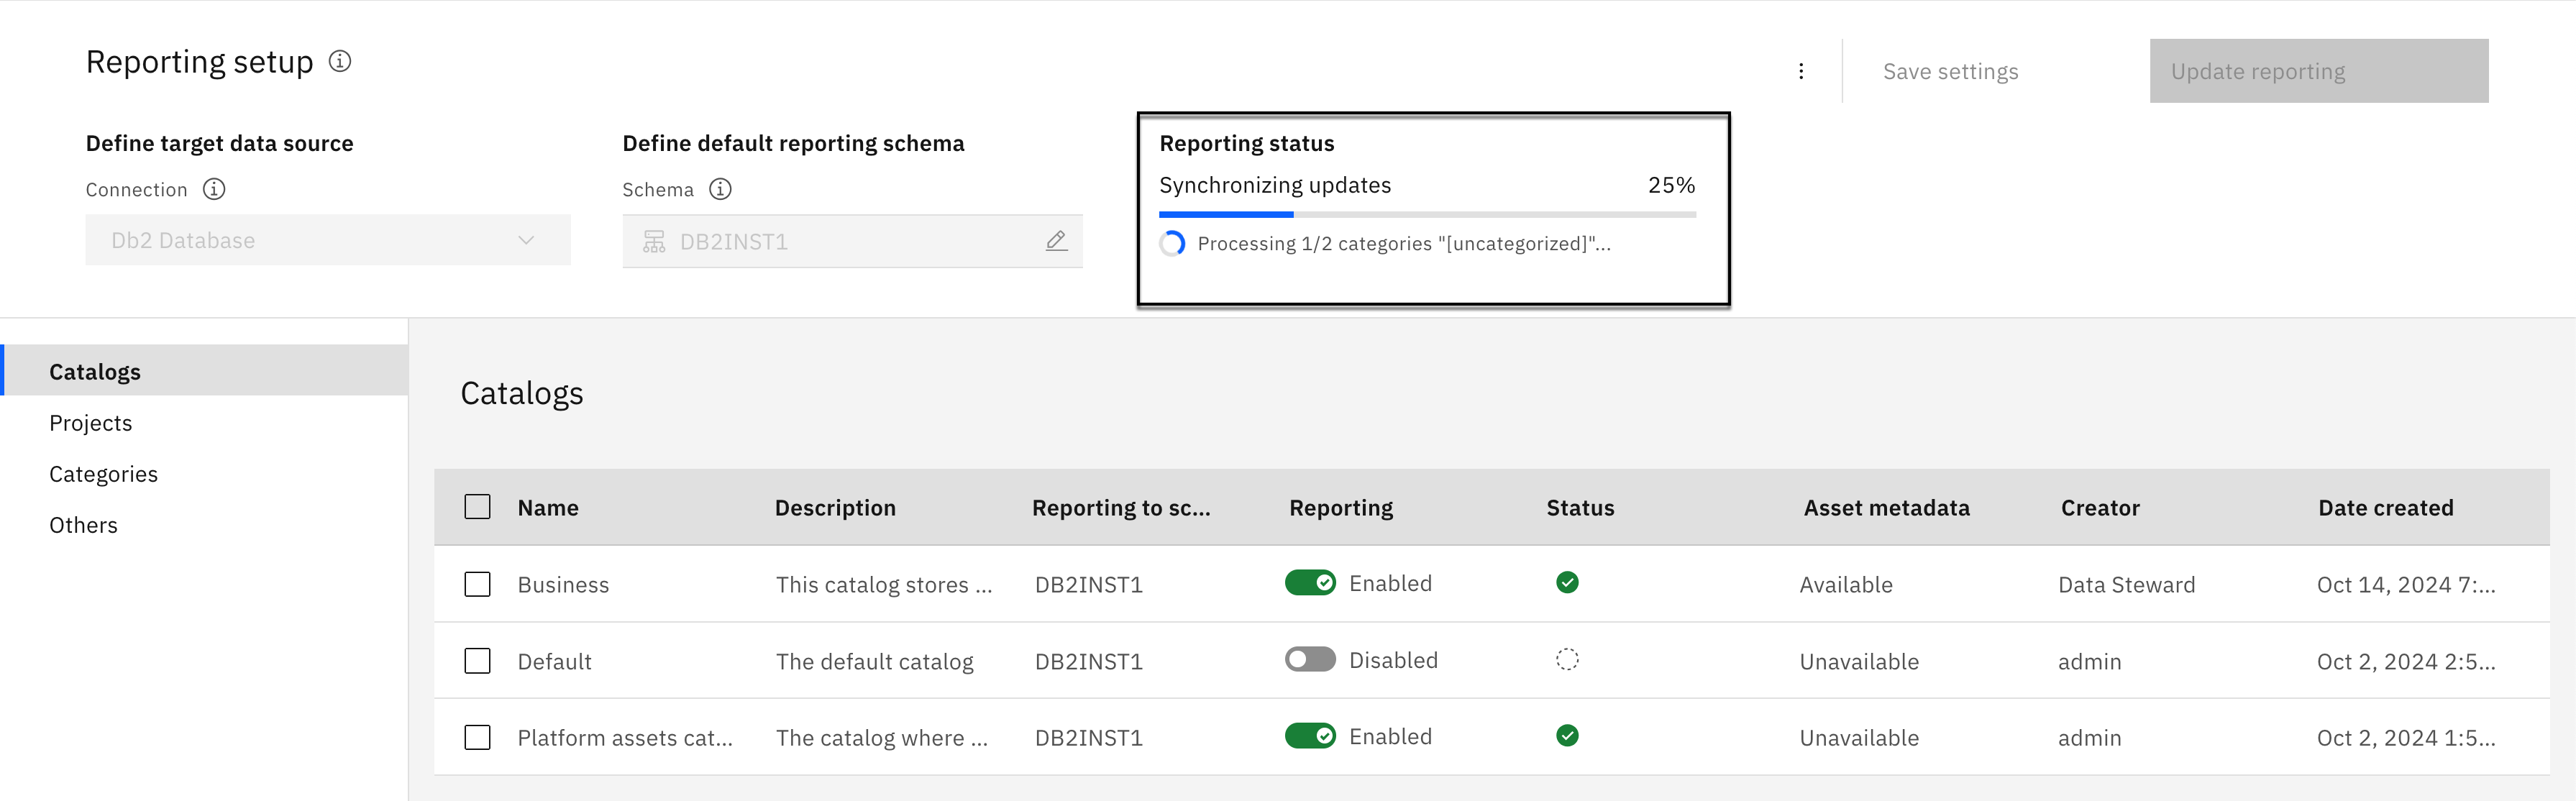 Reporting setup
Save settings
Update reporting
Define target data source
Connection
Db2 Database
Define default reporting schema
Schema
DB2INST1
Reporting status
Synchronizing updates 25%
Processing 1/2 categories "[uncategorized]"...
Catalogs
Projects
Categories
Others
Catalogs
Name Description Reporting to sc... Reporting Status Asset metadata Creator Date created
Business This catalog stores ... DB2INST1 Enabled Available Data Steward Oct 14, 2024 7:...
Default The default catalog DB2INST1 Disabled Unavailable admin Oct 2, 2024 2:5...
Platform assets cat... The catalog where ... DB2INST1 Enabled Unavailable admin Oct 2, 2024 1:5...